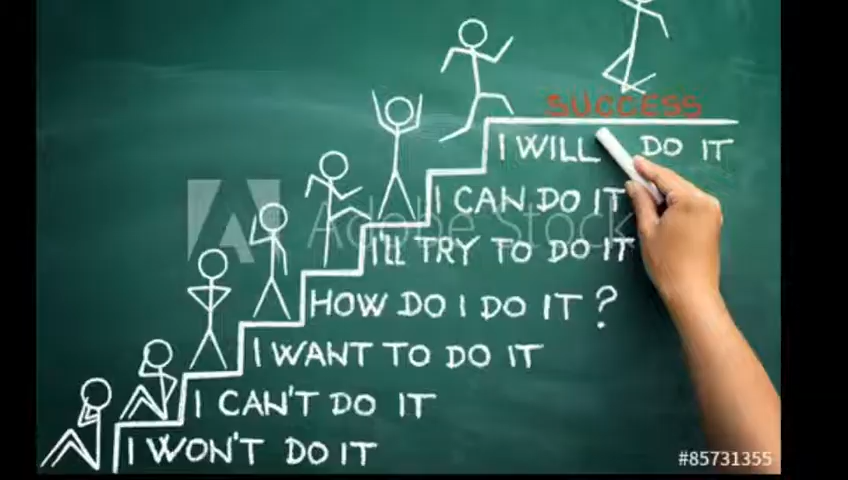 SUCCESS
I WILL DO IT
I CAN DO IT
I'LL TRY TO DO IT
HOW DO I DO IT?
I WANT TO DO IT
I CAN'T DO IT
I WON'T DO IT
Adobe Stock
#85731355